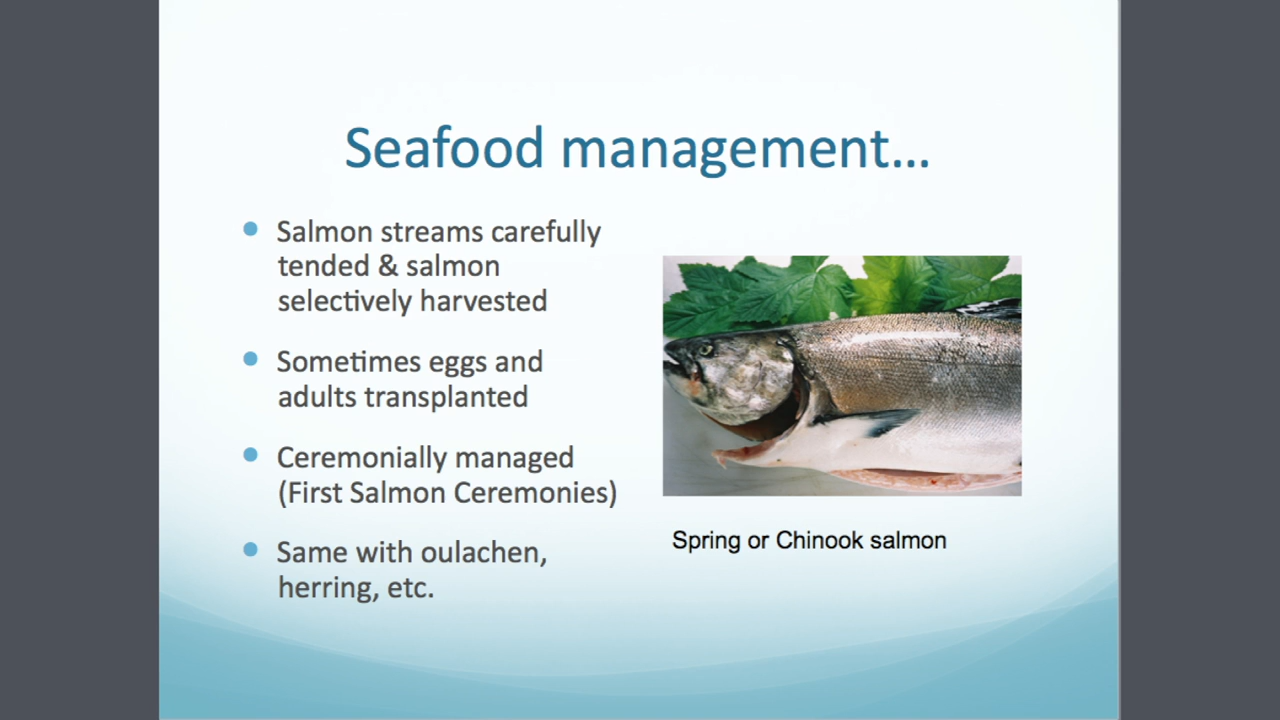 Seafood management...
Salmon streams carefully
tended & salmon
selectively harvested
Sometimes eggs and
adults transplanted
Ceremonially managed
(First Salmon Ceremonies)
Same with oulachen,
herring, etc.
Spring or Chinook salmon